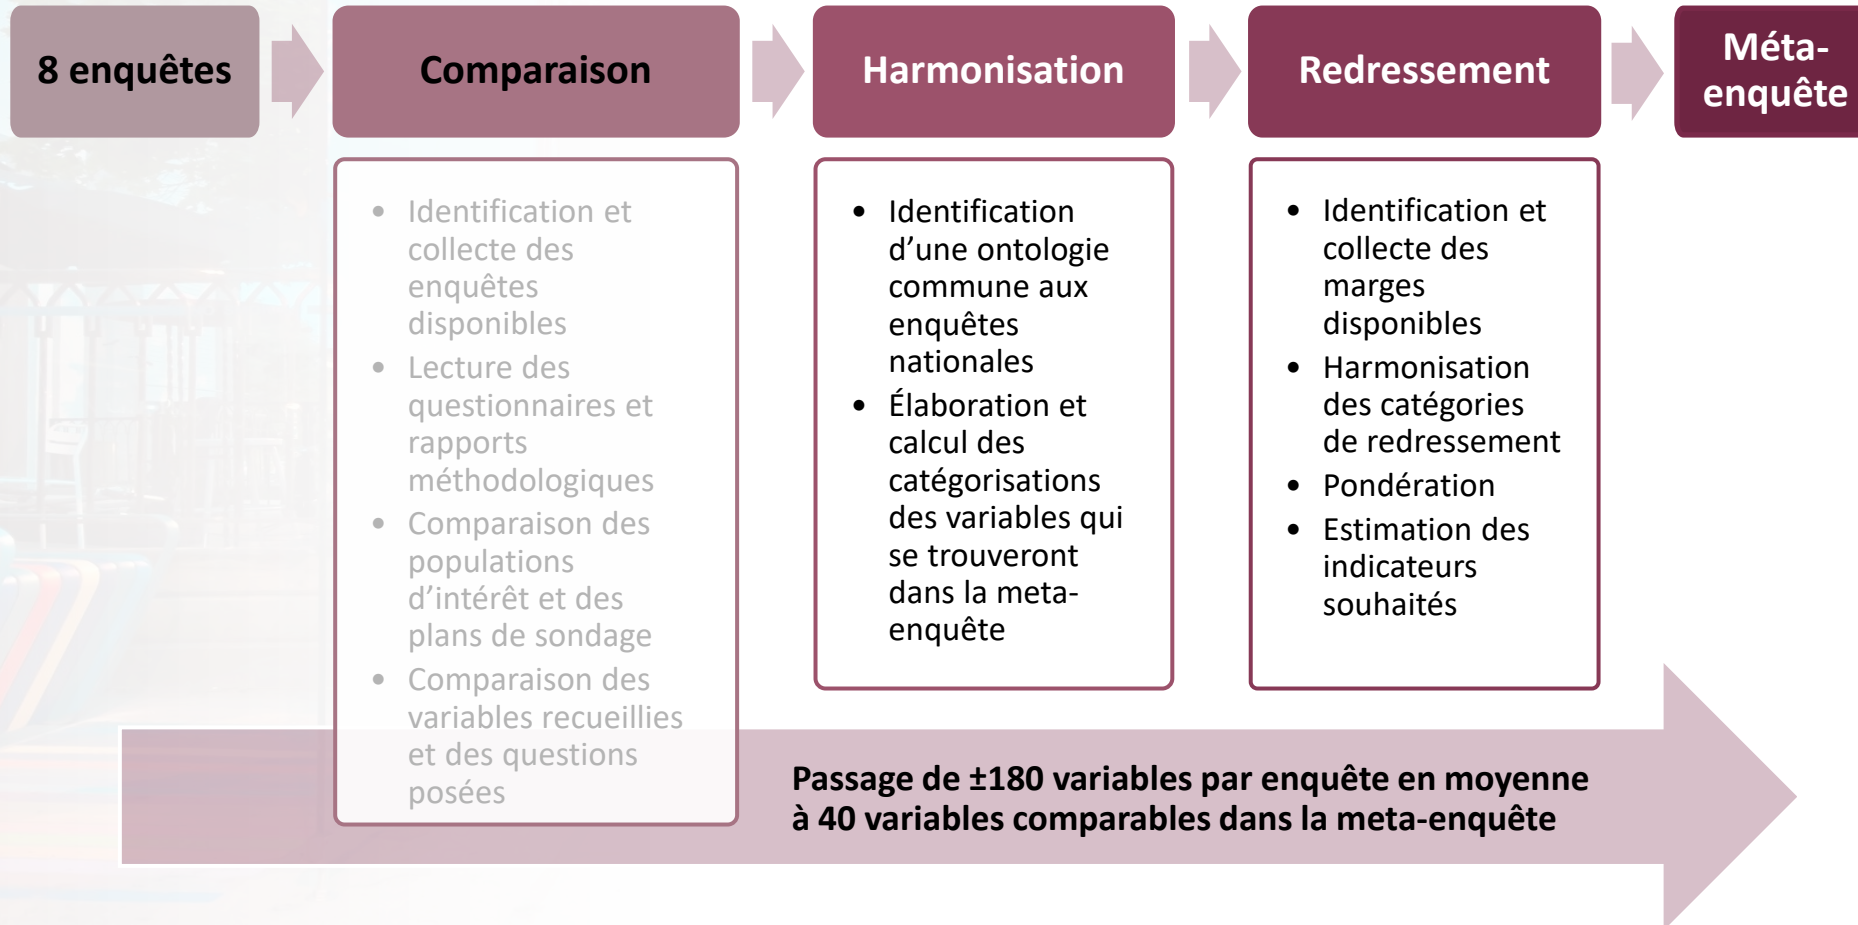 8 enquêtes
Comparaison
Harmonisation
Redressement
Méta-
enquête
• Identification et
collecte des
enquêtes
disponibles
• Lecture des
questionnaires et
rapports
méthodologiques
• Comparaison des
populations
d’intérêt et des
plans de sondage
• Comparaison des
variables recueillies
et des questions
posées
• Identification
d’une ontologie
commune aux
enquêtes
nationales
• Élaboration et
calcul des
catégorisations
des variables qui
se trouveront
dans la meta-
enquête
• Identification et
collecte des
marges
disponibles
• Harmonisation
des catégories
de redressement
• Pondération
• Estimation des
indicateurs
souhaités
Passage de ±180 variables par enquête en moyenne
à 40 variables comparables dans la meta-enquête